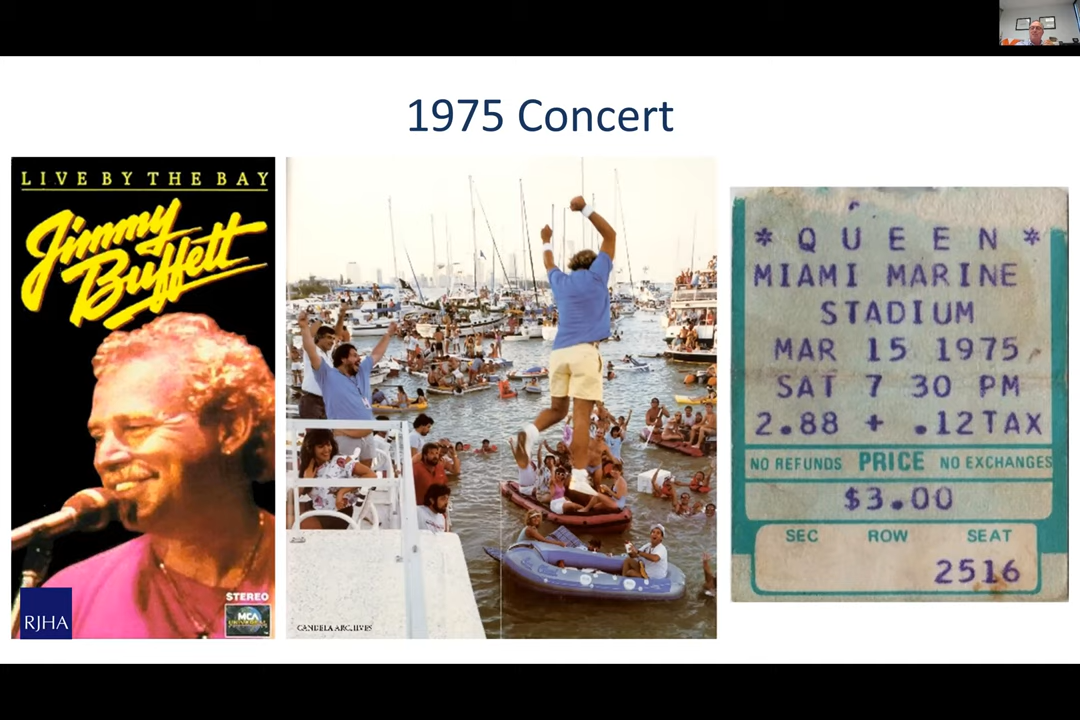 1975 Concert
LIVE BY THE BAY
Jimmy
Buffett
STEREO
MCA
RJHA
CANDELA ARCHIVES
* QUEEN *
MIAMI MARINE
STADIUM
MAR 15 1975
SAT 7 30 PM
2.88 + .12 TAX
NO REFUNDS PRICE NO EXCHANGES
$3.00
SEC ROW SEAT
2516